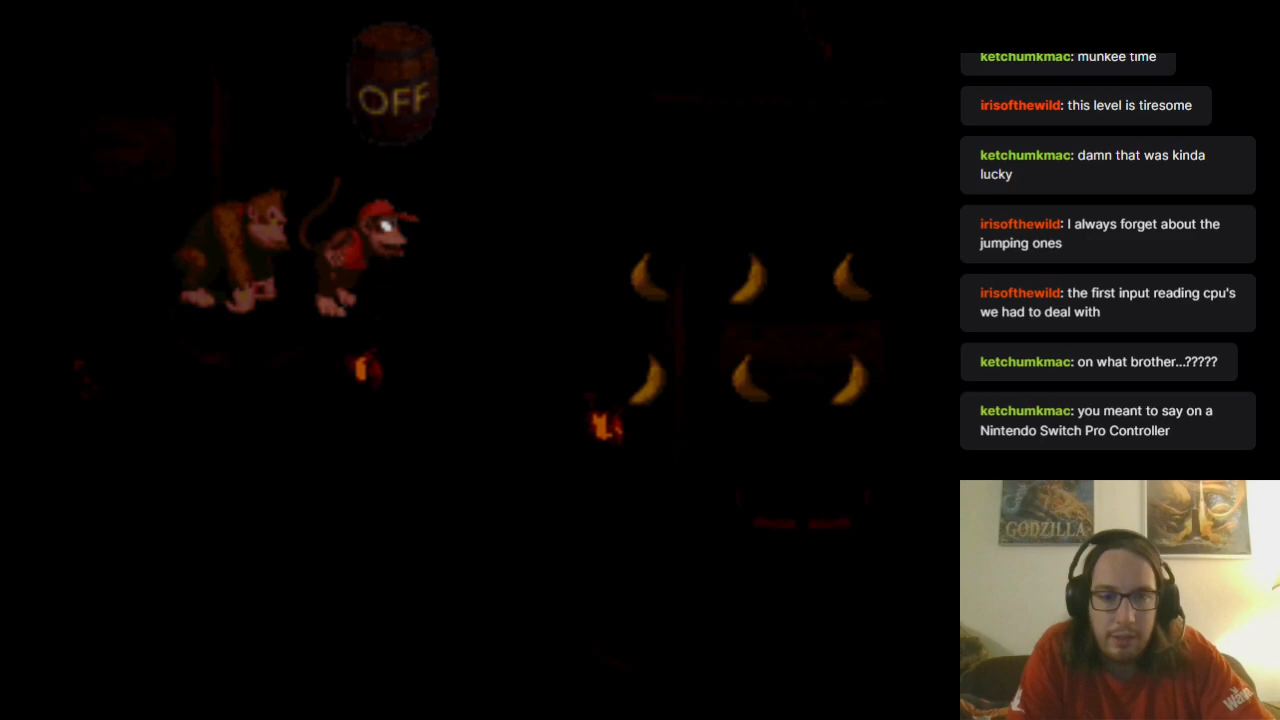 OFF
ketchumkmac: munkee time
irisofthewild: this level is tiresome
ketchumkmac: damn that was kinda
lucky
irisofthewild: I always forget about the
jumping ones
irisofthewild: the first input reading cpu's
we had to deal with
ketchumkmac: on what brother...?????
ketchumkmac: you meant to say on a
Nintendo Switch Pro Controller
GODZILLA